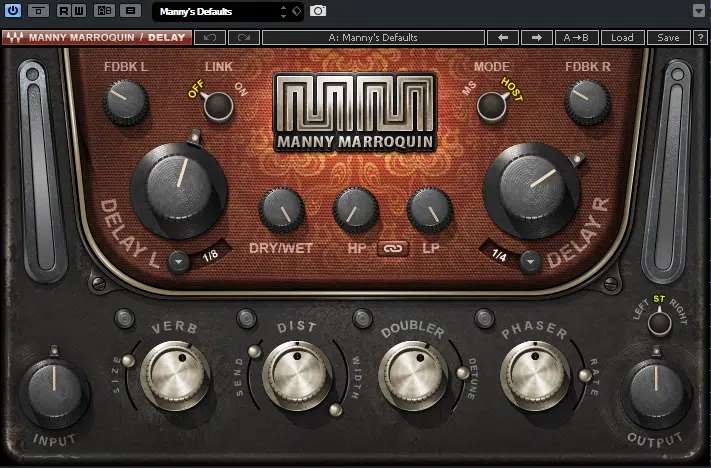 R W AB
Manny's Defaults
MANNY MARROQUIN / DELAY
A: Manny's Defaults
A→B
Load
Save
?
FDBK L
LINK
OFF
ON
MODE
MS
HOST
FDBK R
MANNY MARROQUIN
DELAY L
1/8
DRY/WET
HP
LP
1/4
DELAY R
LEFT
ST
RIGHT
VERB
DIST
DOUBLER
PHASER
SIZE
SEND
WIDTH
DETUNE
RATE
INPUT
OUTPUT